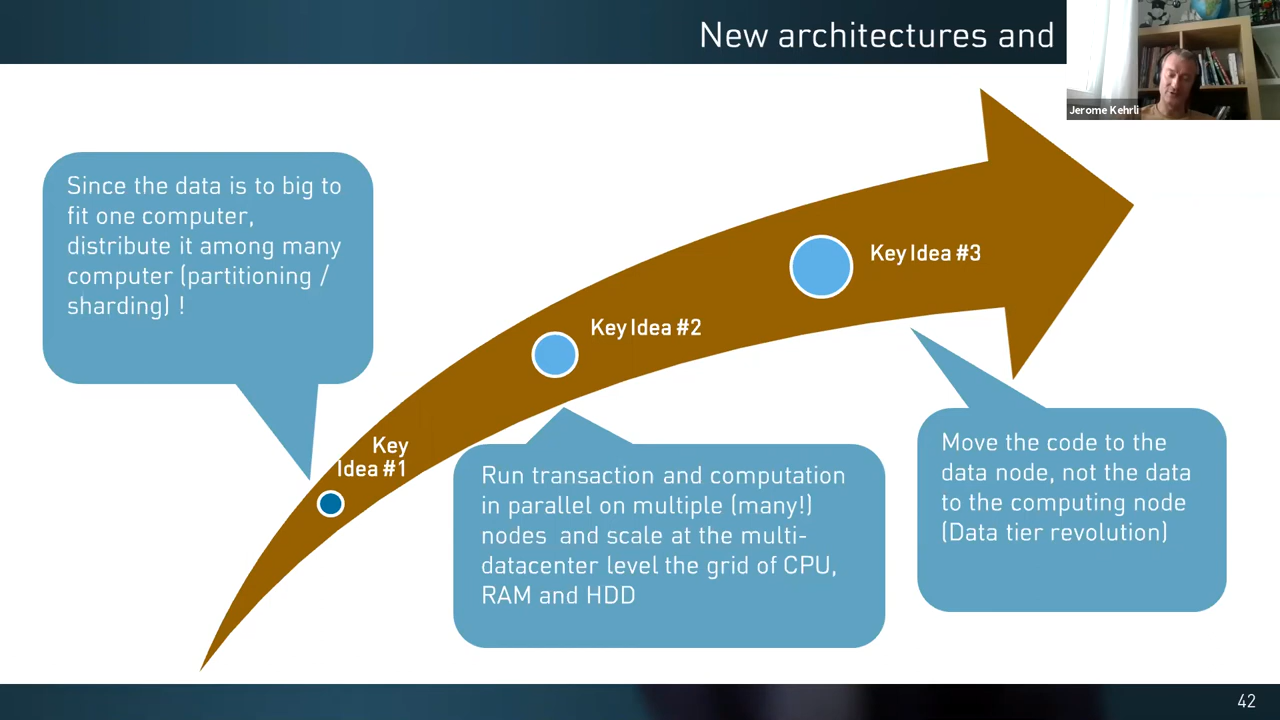 New architectures and
Jerome Kehrli
Since the data is to big to
fit one computer,
distribute it among many
computer (partitioning /
sharding) !
Key Idea #3
Key Idea #2
Key
Idea #1
Run transaction and computation
in parallel on multiple (many!)
nodes  and scale at the multi-
datacenter level the grid of CPU,
RAM and HDD
Move the code to the
data node, not the data
to the computing node
(Data tier revolution)
42